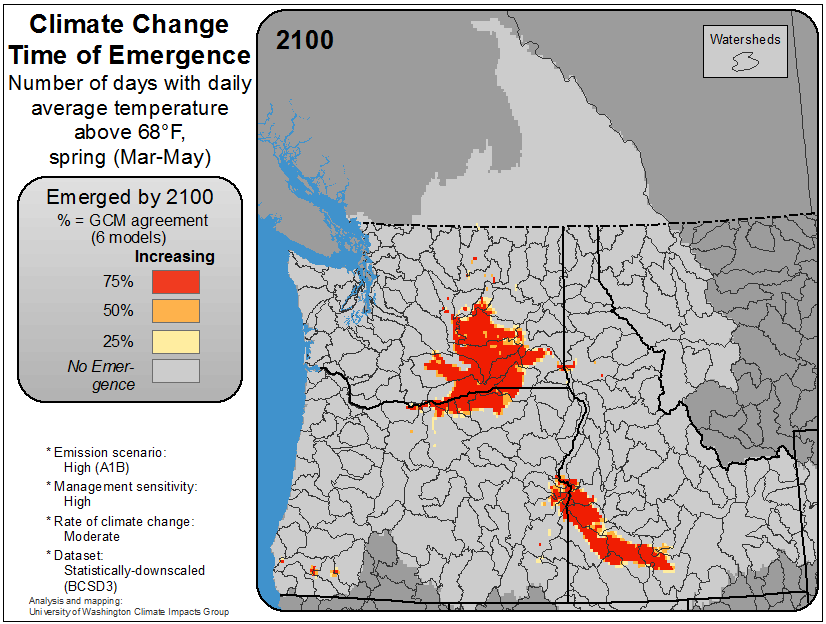 Climate Change
Time of Emergence
Number of days with daily
average temperature
above 68°F,
spring (Mar-May)
Emerged by 2100
% = GCM agreement
(6 models)
Increasing
75%
50%
25%
No Emer-
gence
* Emission scenario:
High (A1B)
* Management sensitivity:
High
* Rate of climate change:
Moderate
* Dataset:
Statistically-downscaled
(BCSD3)
Analysis and mapping:
University of Washington Climate Impacts Group
2100
Watersheds